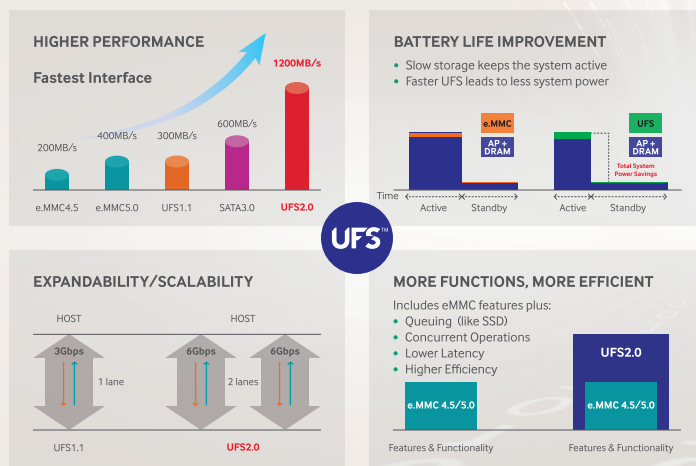 HIGHER PERFORMANCE
Fastest Interface
200MB/s
400MB/s
300MB/s
600MB/s
1200MB/s
e.MMC4.5
e.MMC5.0
UFS1.1
SATA3.0
UFS2.0
BATTERY LIFE IMPROVEMENT
• Slow storage keeps the system active
• Faster UFS leads to less system power
e.MMC
AP +
DRAM
UFS
AP +
DRAM
Total System
Power Savings
Time
Active
Standby
Active
Standby
UFS™
EXPANDABILITY/SCALABILITY
HOST
HOST
3Gbps
6Gbps
6Gbps
1 lane
2 lanes
UFS1.1
UFS2.0
MORE FUNCTIONS, MORE EFFICIENT
Includes eMMC features plus:
• Queuing (like SSD)
• Concurrent Operations
• Lower Latency
• Higher Efficiency
e.MMC 4.5/5.0
UFS2.0
e.MMC 4.5/5.0
Features & Functionality
Features & Functionality